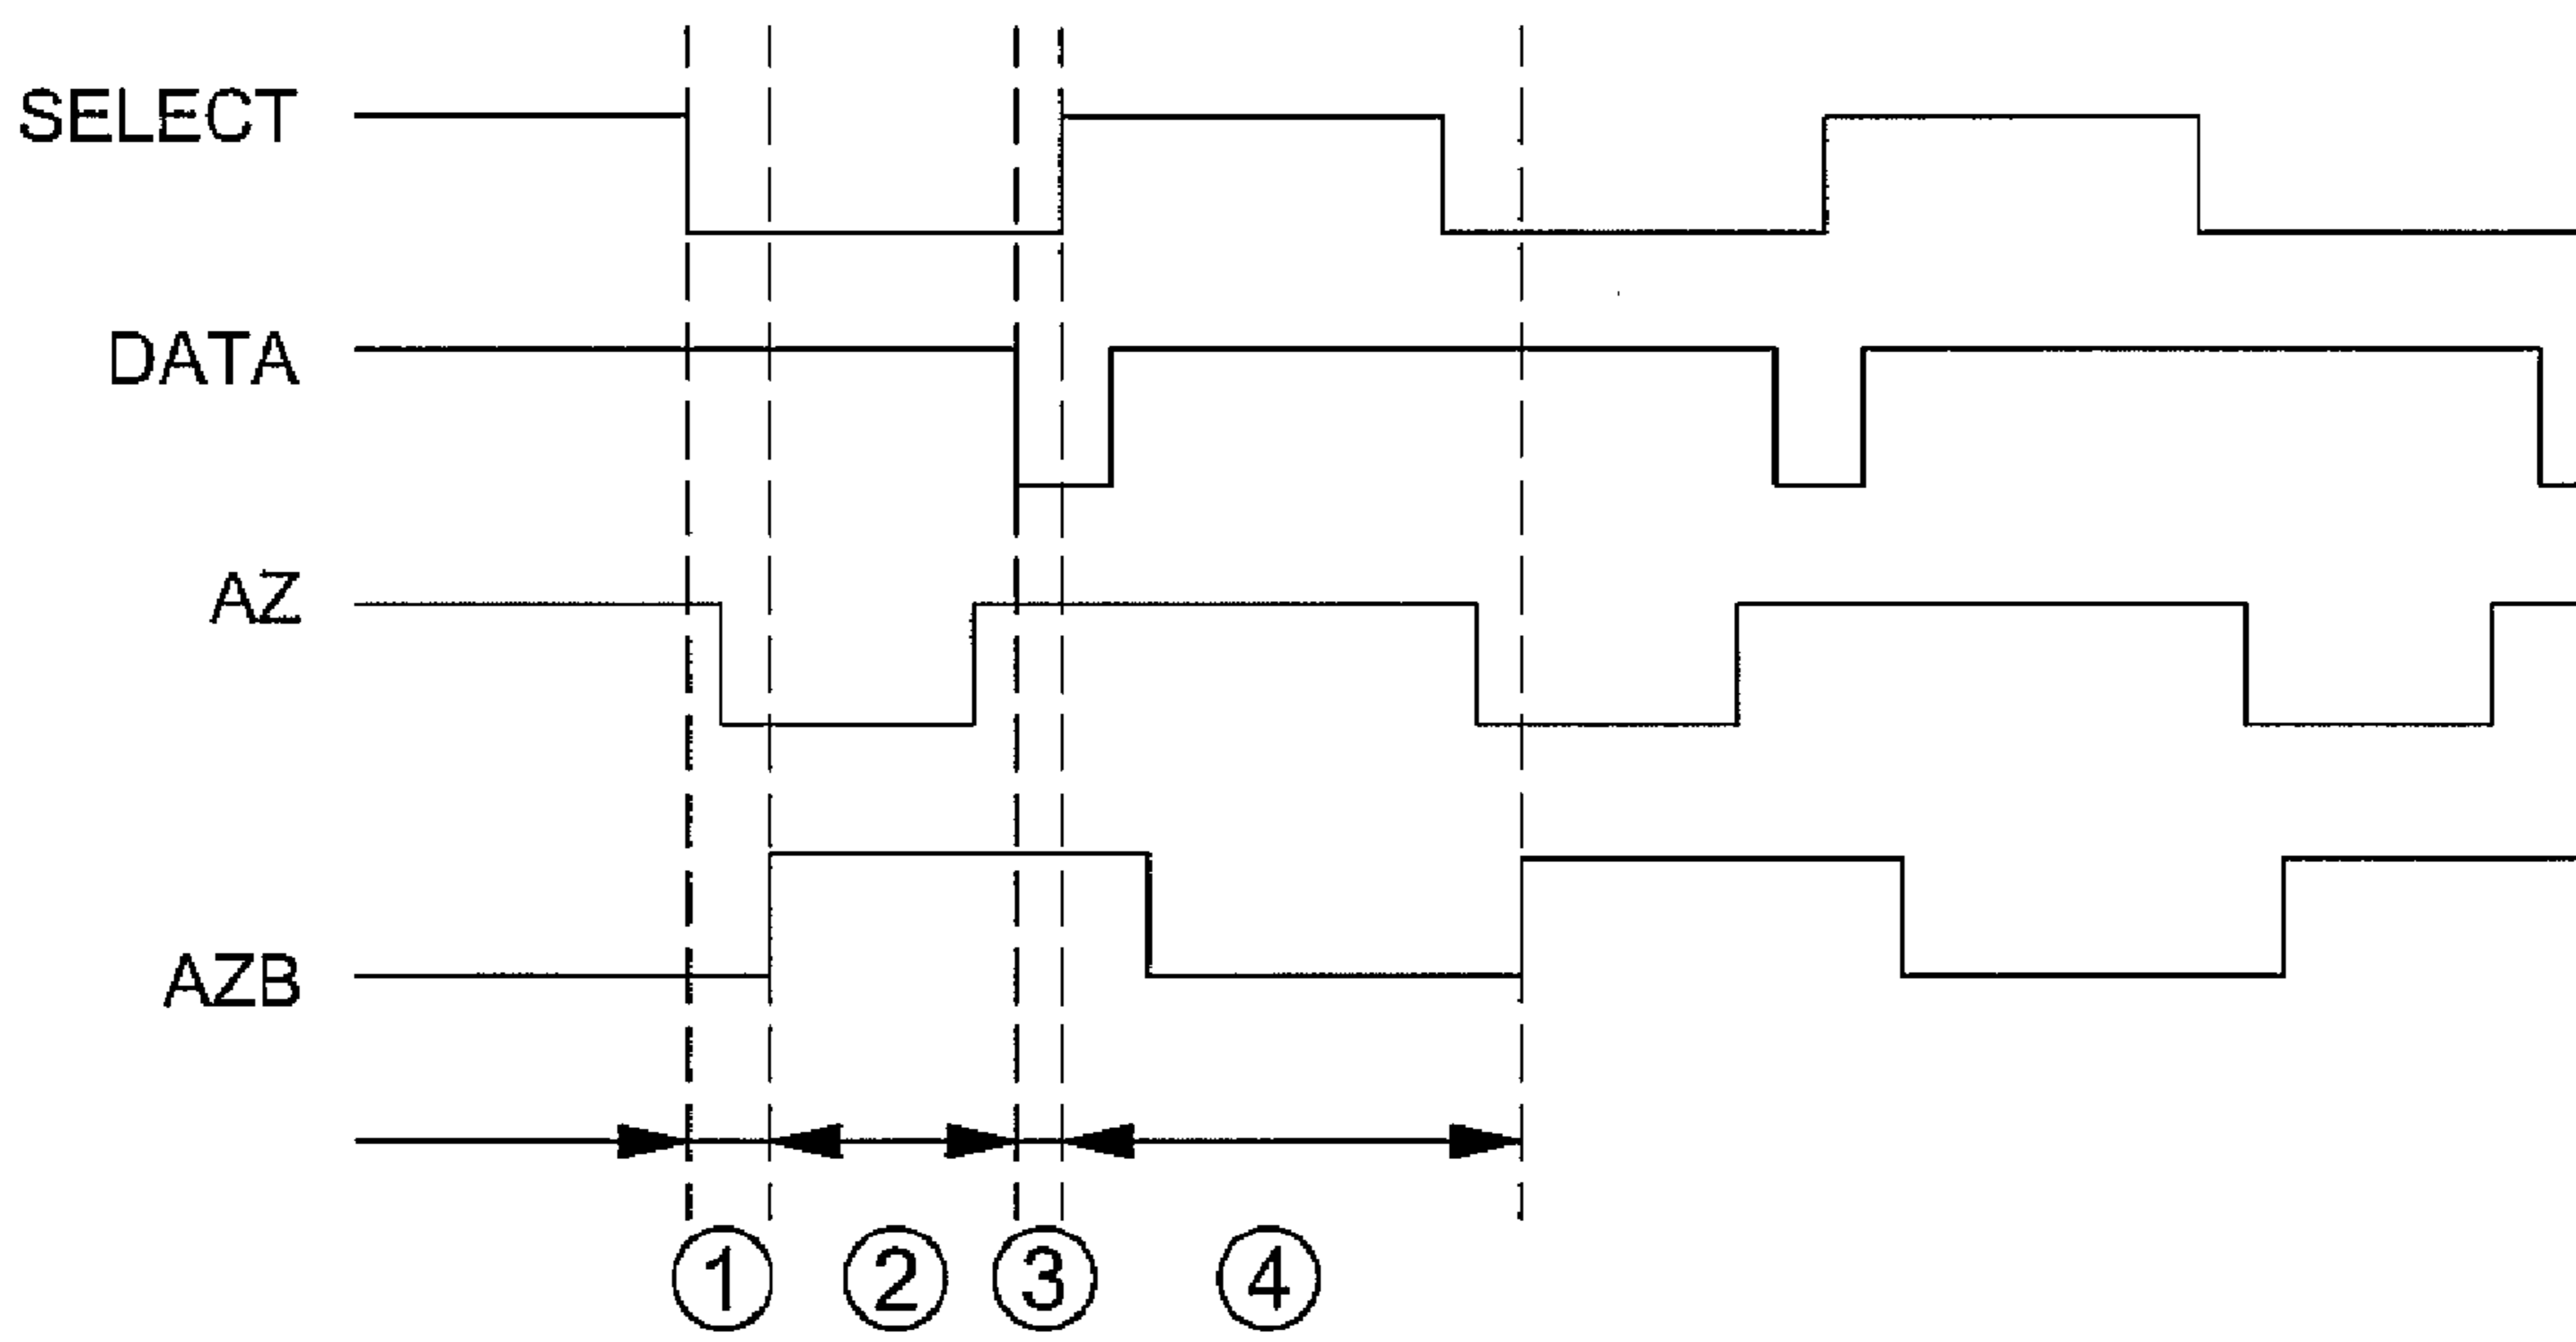 SELECT
DATA
AZ
AZB
① ② ③ ④